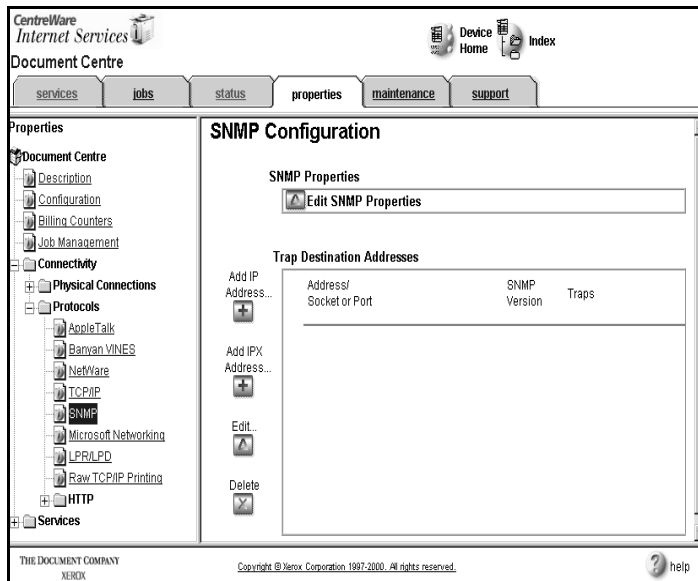 CentreWare
Internet Services
Device
Home
Index
Document Centre
services
jobs
status
properties
maintenance
support
Properties
Document Centre
Description
Configuration
Billing Counters
Job Management
Connectivity
Physical Connections
Protocols
AppleTalk
Banyan VINES
NetWare
TCP/IP
SNMP
Microsoft Networking
LPR/LPD
Raw TCP/IP Printing
HTTP
Services
SNMP Configuration
SNMP Properties
Edit SNMP Properties
Trap Destination Addresses
Add IP
Address...
Add IPX
Address...
Edit...
Delete
Address/
Socket or Port
SNMP
Version
Traps
THE DOCUMENT COMPANY
XEROX
Copyright © Xerox Corporation 1997-2000. All rights reserved.
help